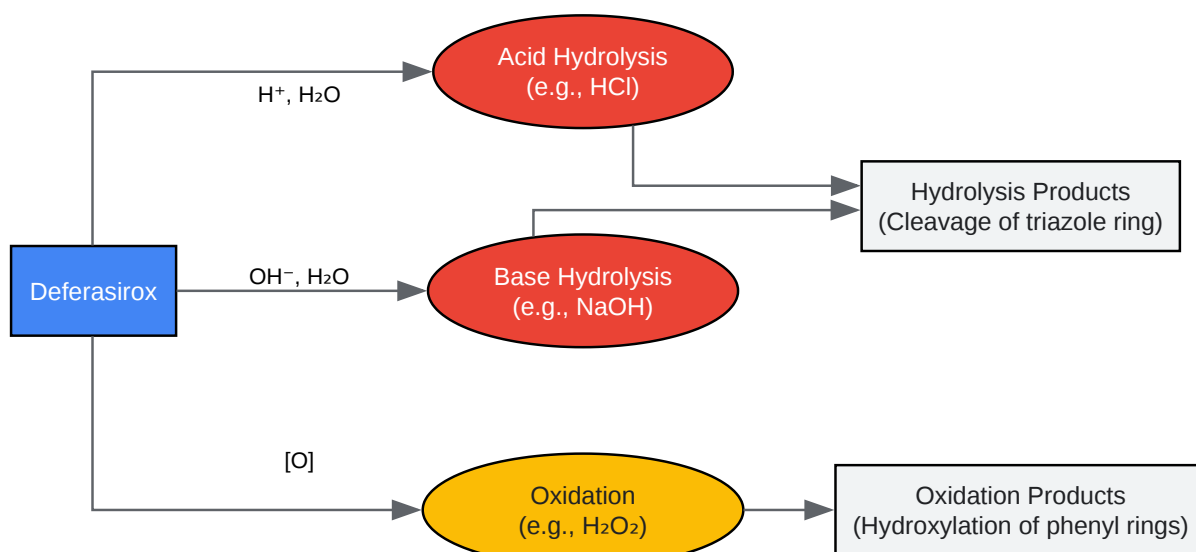 Acid Hydrolysis
(e.g., HCl)
H⁺, H₂O
Hydrolysis Products
(Cleavage of triazole ring)
Deferasirox
OH⁻, H₂O
Base Hydrolysis
(e.g., NaOH)
[O]
Oxidation
(e.g., H₂O₂)
Oxidation Products
(Hydroxylation of phenyl rings)